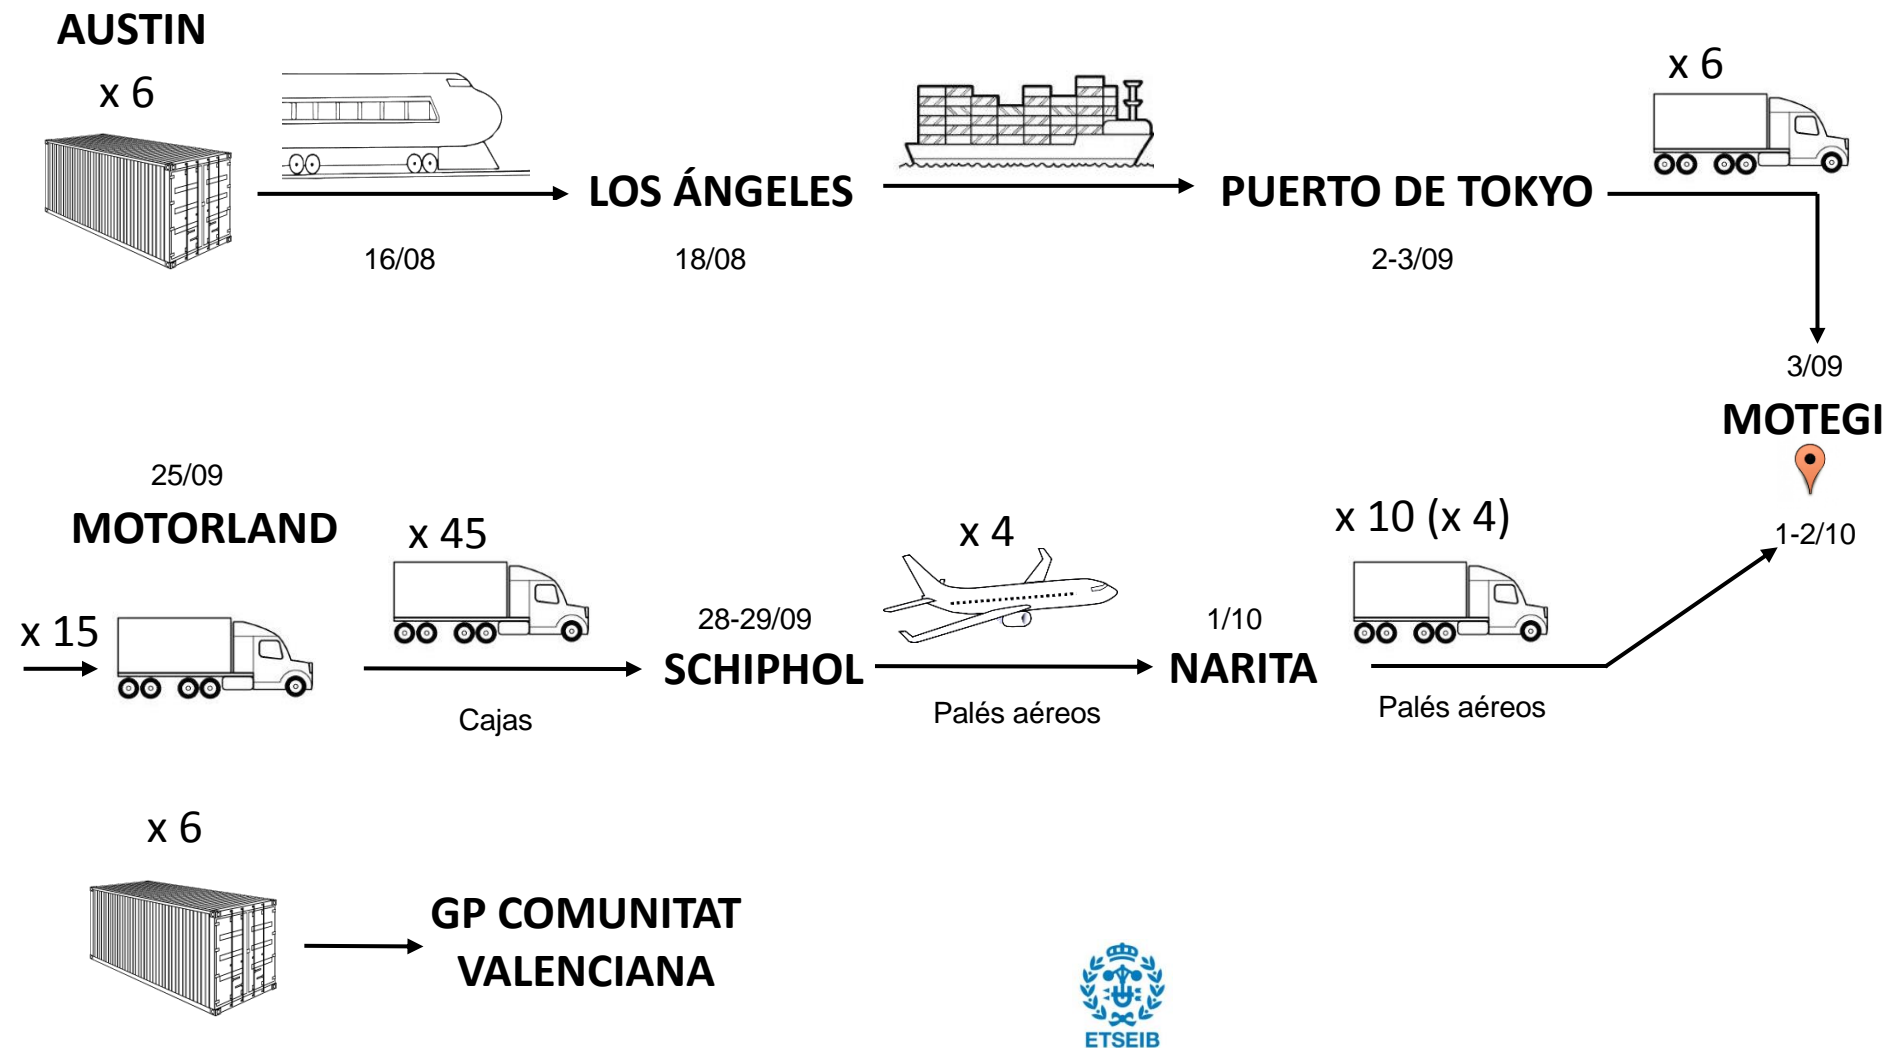 AUSTIN
x 6
x 6
LOS ÁNGELES
PUERTO DE TOKYO
16/08
18/08
2-3/09
3/09
MOTEGI
25/09
MOTORLAND
x 45
x 4
x 10 (x 4)
1-2/10
x 15
28-29/09
SCHIPHOL
1/10
NARITA
Cajas
Palés aéreos
Palés aéreos
x 6
GP COMUNITAT
VALENCIANA
ETSEIB